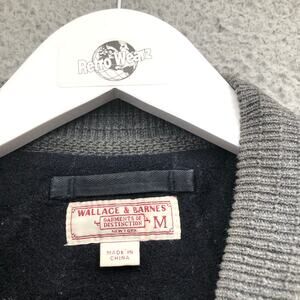 Retro Wearz
WALLACE & BARNES
GARMENTS OF
DISTINCTION
NEW YORK
M
MADE IN
CHINA